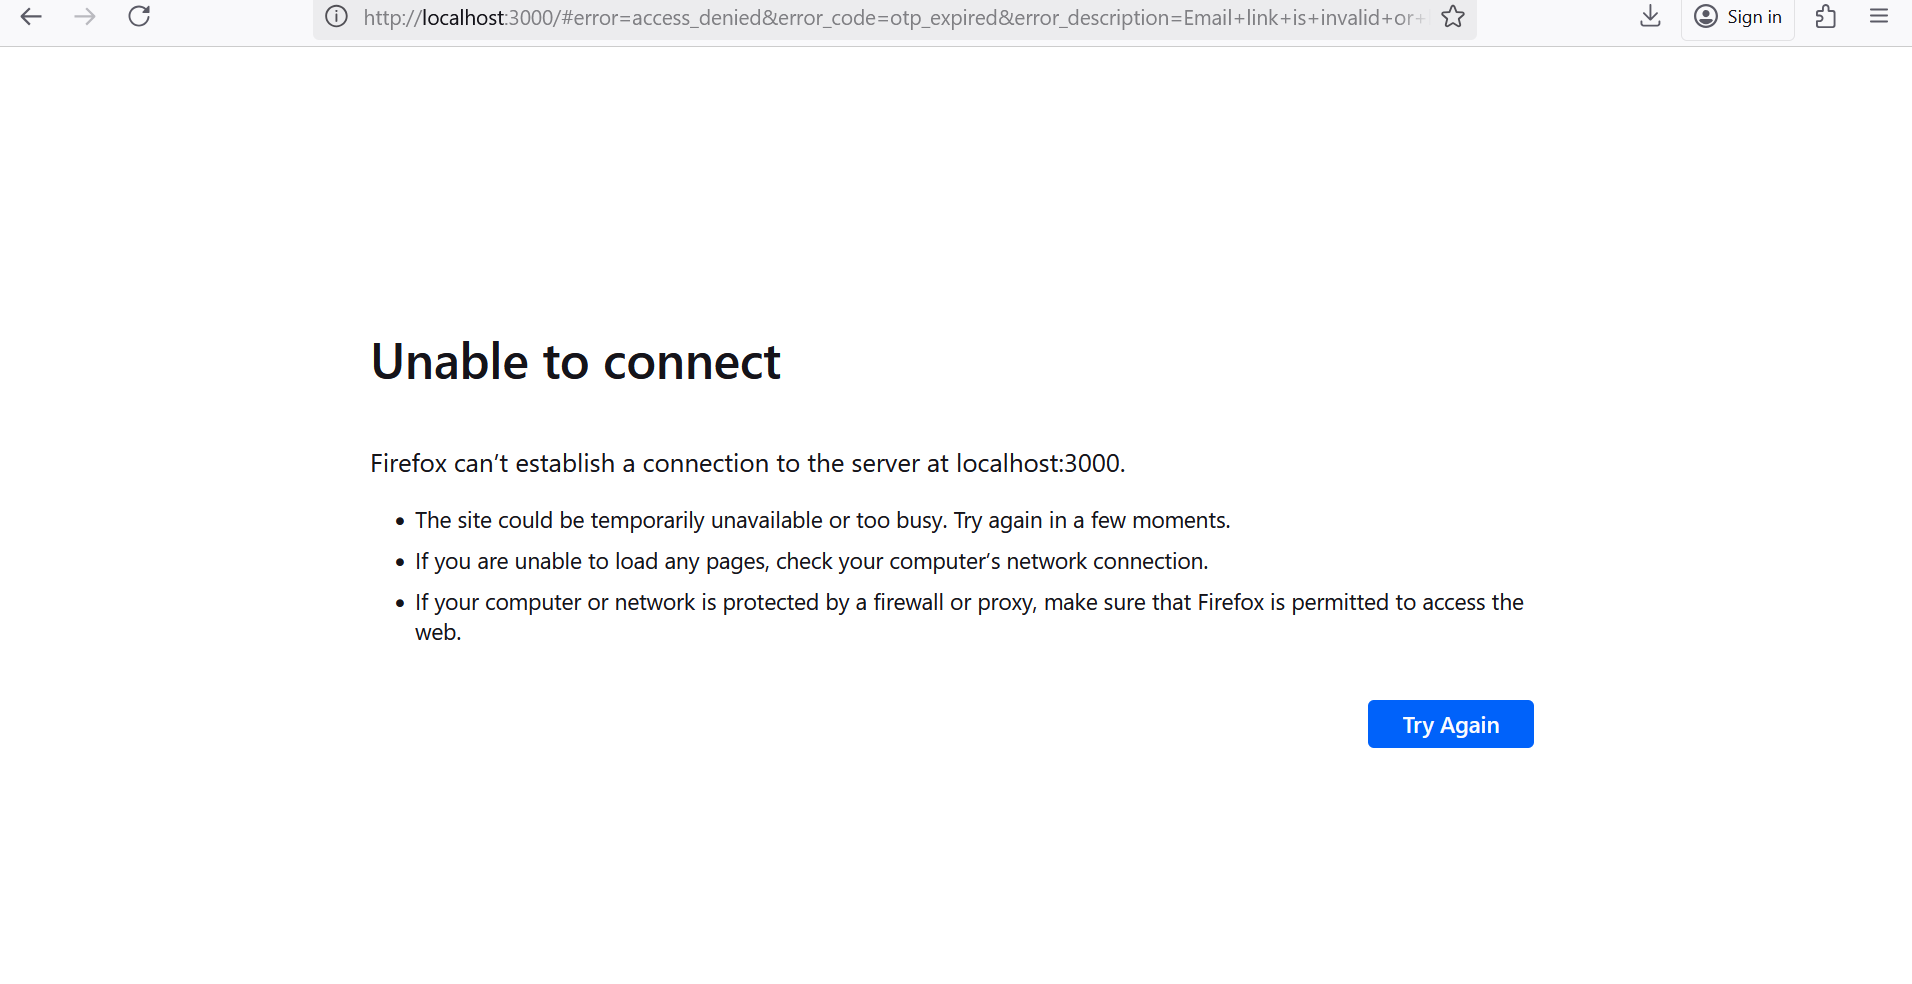 http://localhost:3000/#error=access_denied&error_code=otp_expired&error_description=Email+link+is+invalid+or+
Sign in
Unable to connect
Firefox can’t establish a connection to the server at localhost:3000.
• The site could be temporarily unavailable or too busy. Try again in a few moments.
• If you are unable to load any pages, check your computer’s network connection.
• If your computer or network is protected by a firewall or proxy, make sure that Firefox is permitted to access the
web.
Try Again